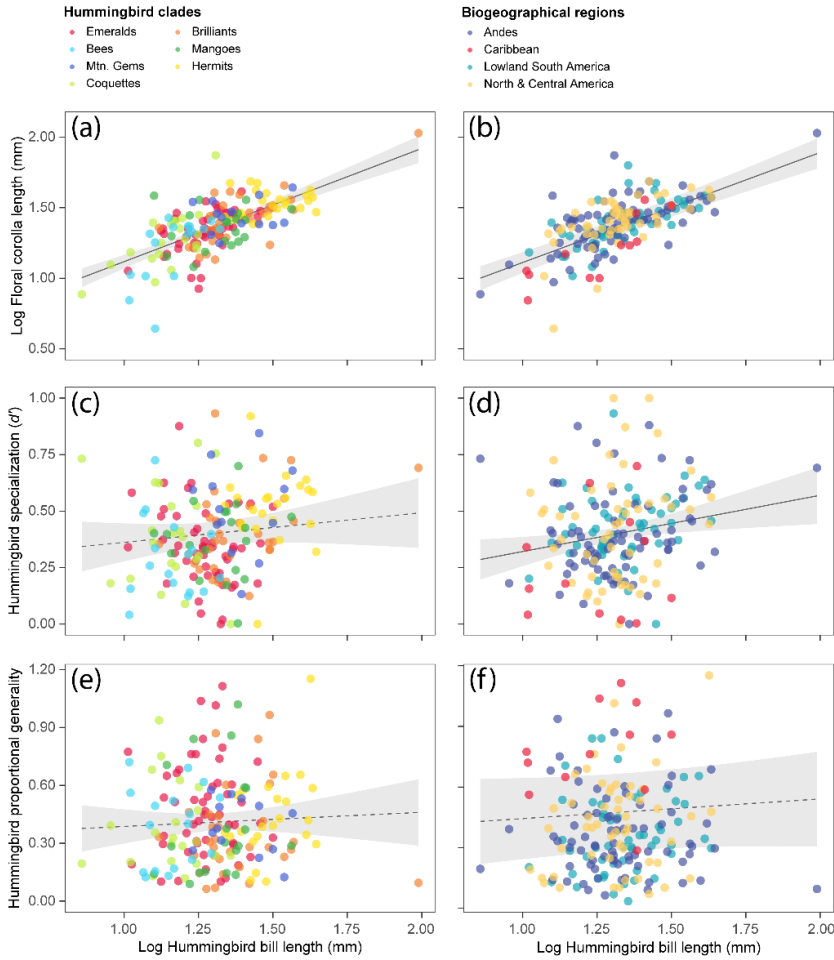 Hummingbird clades
Emeralds
Brilliants
Bees
Mangoes
Mtn. Gems
Hermits
Coquettes
Biogeographical regions
Andes
Caribbean
Lowland South America
North & Central America
(a)
(b)
Log Floral corolla length (mm)
2.00
1.50
1.00
0.50
(c)
(d)
Hummingbird specialization (d')
1.00
0.75
0.50
0.25
0.00
(e)
(f)
Hummingbird proportional generality
1.20
0.90
0.60
0.30
0.00
1.00
1.25
1.50
1.75
2.00
Log Hummingbird bill length (mm)
1.00
1.25
1.50
1.75
2.00
Log Hummingbird bill length (mm)